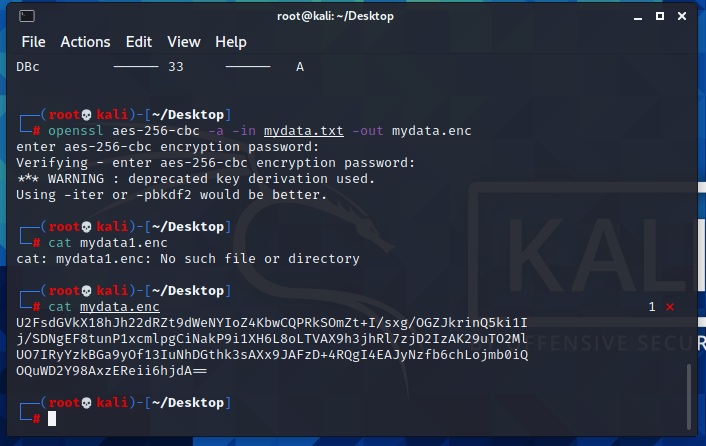 root@kali: ~/Desktop
File Actions Edit View Help
DBc —————— 33 —————— A
(root💀kali)-[~/Desktop]
# openssl aes-256-cbc -a -in mydata.txt -out mydata.enc
enter aes-256-cbc encryption password:
Verifying - enter aes-256-cbc encryption password:
*** WARNING : deprecated key derivation used.
Using -iter or -pbkdf2 would be better.
(root💀kali)-[~/Desktop]
# cat mydata1.enc
cat: mydata1.enc: No such file or directory
(root💀kali)-[~/Desktop]
# cat mydata.enc 1 ⨯
U2FsdGVkX18hJh22dRZt9dWeNYIoZ4KbwCQPRkSOmZt+I/sxg/OGZJkrinQ5ki1I
j/SDNgEF8tunP1xcmlpgCiNakP9i1XH6L8oLTVAX9h3jhRl7zjD2IzAK29uTO2Ml
UO7IRyYzkBGa9yOf13IuNhDGthk3sAXx9JAFzD+4RQgI4EAJyNzfb6chLojmb0iQ
OQuWD2Y98AxzEReii6hjdA==
(root💀kali)-[~/Desktop]
#
KALI
OFFENSIVE SECUR